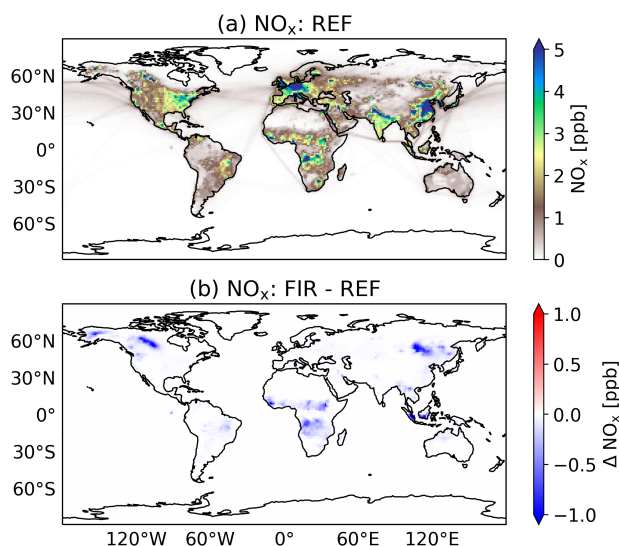 (a) NOₓ: REF
60°N
30°N
0°
30°S
60°S
5
4
3
2
1
0
NOₓ [ppb]
(b) NOₓ: FIR - REF
60°N
30°N
0°
30°S
60°S
120°W 60°W 0° 60°E 120°E
1.0
0.5
0.0
−0.5
−1.0
Δ NOₓ [ppb]